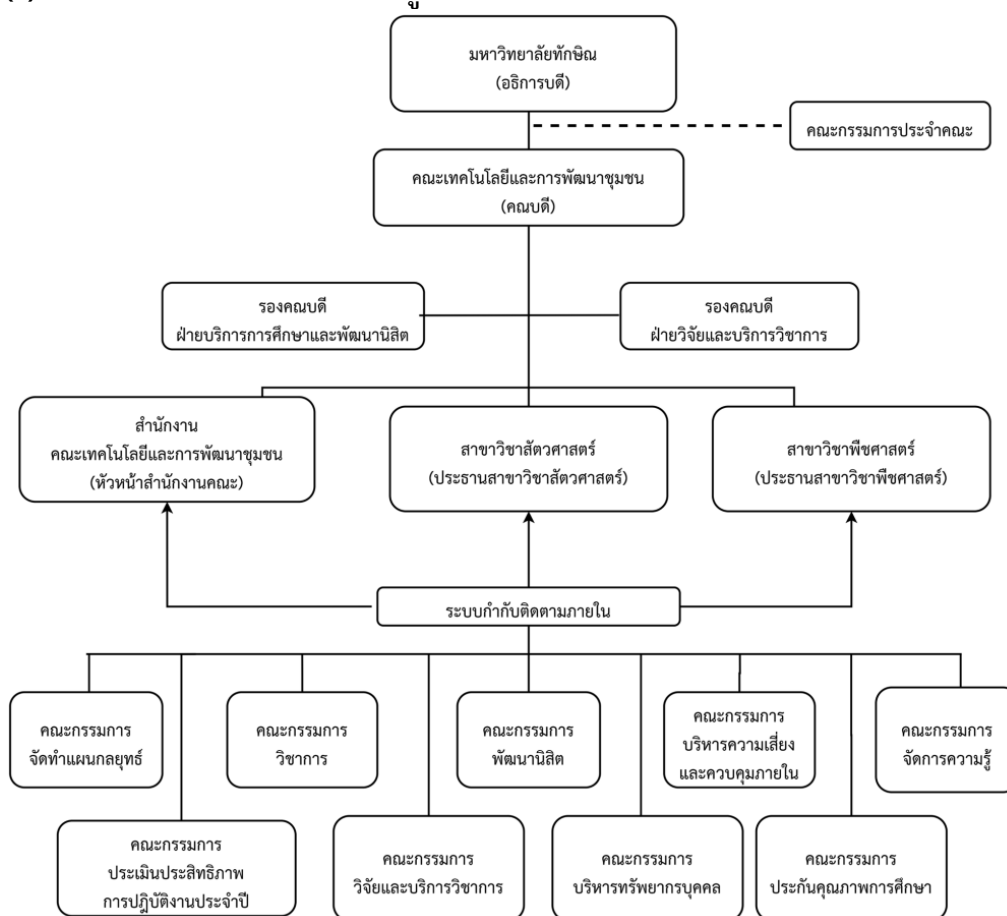 มหาวิทยาลัยทักษิณ
(อธิการบดี)
คณะกรรมการประจำคณะ
คณะเทคโนโลยีและการพัฒนาชุมชน
(คณบดี)
รองคณบดี
ฝ่ายบริการการศึกษาและพัฒนานิสิต
รองคณบดี
ฝ่ายวิจัยและบริการวิชาการ
สำนักงาน
คณะเทคโนโลยีและการพัฒนาชุมชน
(หัวหน้าสำนักงานคณะ)
สาขาวิชาสัตวศาสตร์
(ประธานสาขาวิชาสัตวศาสตร์)
สาขาวิชาพืชศาสตร์
(ประธานสาขาวิชาพืชศาสตร์)
ระบบกำกับติดตามภายใน
คณะกรรมการ
จัดทำแผนกลยุทธ์
คณะกรรมการ
วิชาการ
คณะกรรมการ
พัฒนานิสิต
คณะกรรมการ
บริหารความเสี่ยง
และควบคุมภายใน
คณะกรรมการ
จัดการความรู้
คณะกรรมการ
ประเมินประสิทธิภาพ
การปฏิบัติงานประจำปี
คณะกรรมการ
วิจัยและบริการวิชาการ
คณะกรรมการ
บริหารทรัพยากรบุคคล
คณะกรรมการ
ประกันคุณภาพการศึกษา